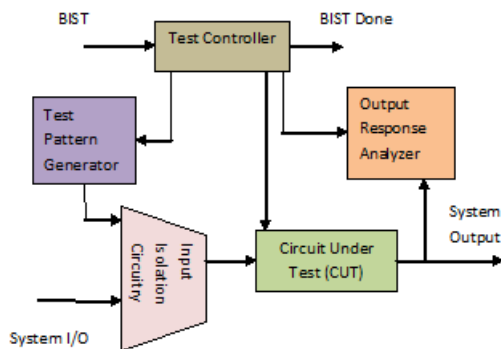 BIST
Test Controller
BIST Done
Test
Pattern
Generator
Output
Response
Analyzer
Input
Isolation
Circuitry
Circuit Under
Test (CUT)
System
Output
System I/O